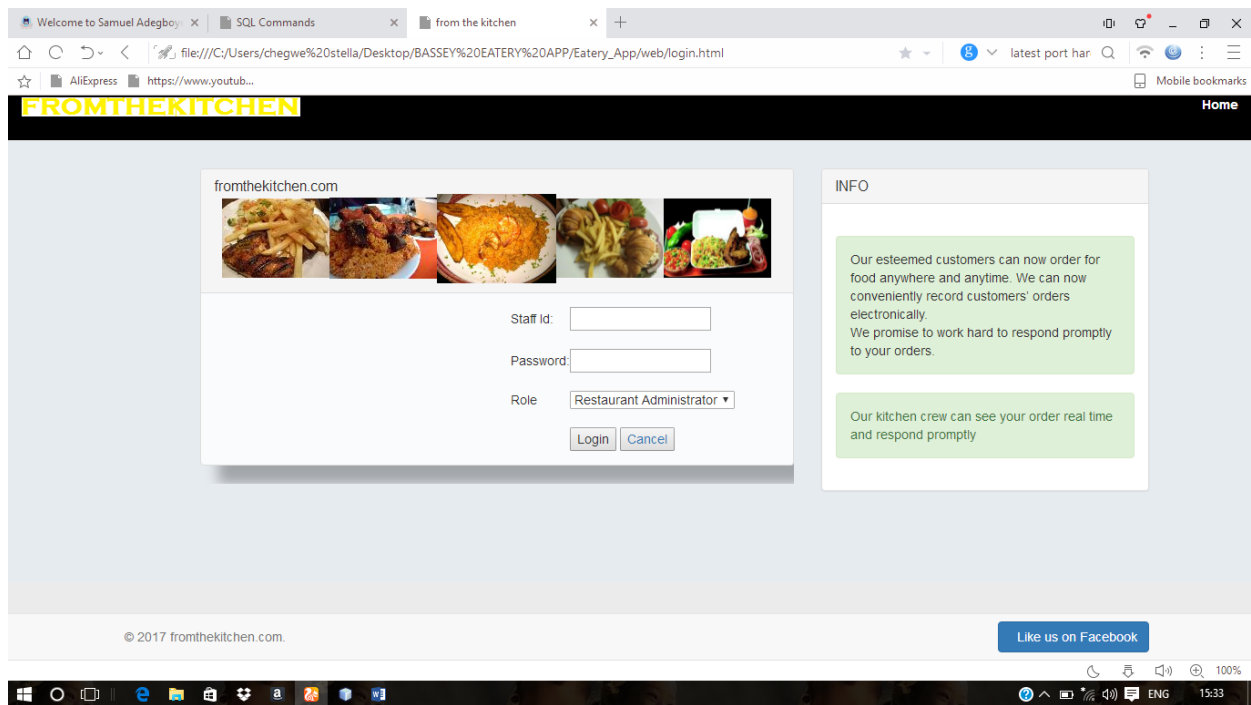 Welcome to Samuel Adegboy
SQL Commands
from the kitchen
file:///C:/Users/chegwe%20stella/Desktop/BASSEY%20EATERY%20APP/Eatery_App/web/login.html
latest port har
AliExpress
https://www.youtub...
Mobile bookmarks
FROMTHEKITCHEN
Home
fromthekitchen.com
Staff Id:
Password:
Role
Restaurant Administrator
Login
Cancel
INFO
Our esteemed customers can now order for
food anywhere and anytime. We can now
conveniently record customers' orders
electronically.
We promise to work hard to respond promptly
to your orders.
Our kitchen crew can see your order real time
and respond promptly
© 2017 fromthekitchen.com.
Like us on Facebook
100%
ENG
15:33